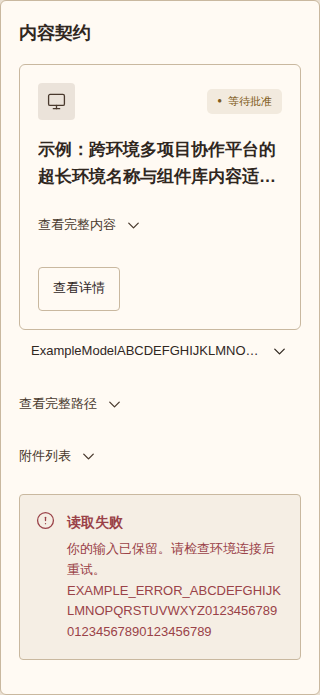 内容契约
• 等待批准
示例：跨环境多项目协作平台的
超长环境名称与组件库内容适…
查看完整内容
查看详情
ExampleModelABCDEFGHIJKLMNO…
查看完整路径
附件列表
读取失败
你的输入已保留。请检查环境连接后
重试。
EXAMPLE_ERROR_ABCDEFGHIJK
LMNOPQRSTUVWXYZ0123456789
01234567890123456789